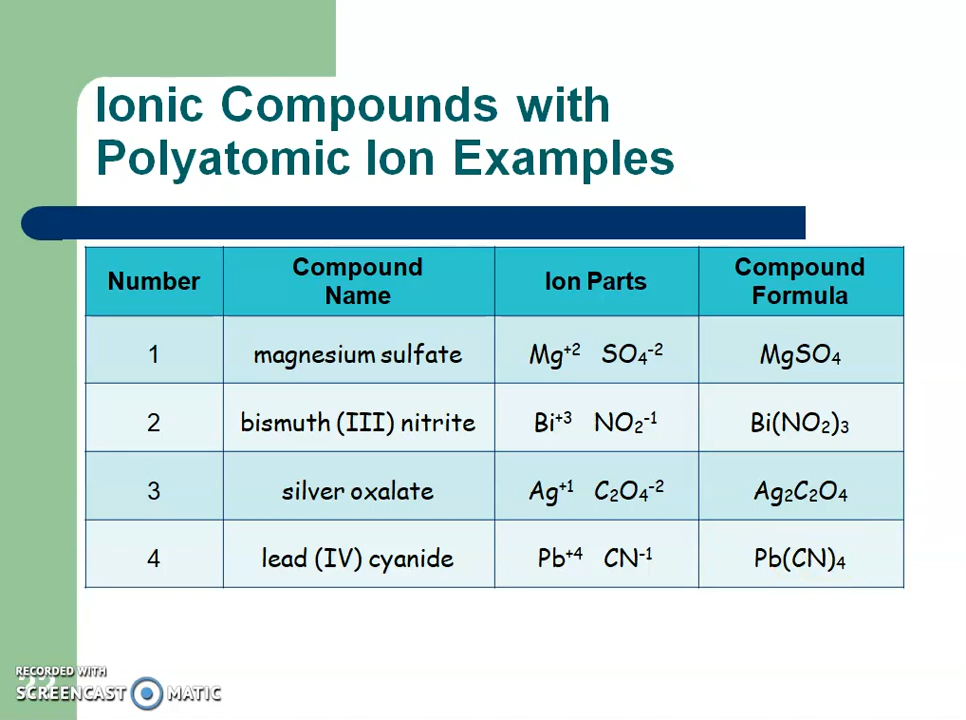 Ionic Compounds with
Polyatomic Ion Examples
Number
Compound
Name
Ion Parts
Compound
Formula
1
magnesium sulfate
Mg⁺² SO₄⁻²
MgSO₄
2
bismuth (III) nitrite
Bi⁺³ NO₂⁻¹
Bi(NO₂)₃
3
silver oxalate
Ag⁺¹ C₂O₄⁻²
Ag₂C₂O₄
4
lead (IV) cyanide
Pb⁺⁴ CN⁻¹
Pb(CN)₄
RECORDED WITH
SCREENCAST MATIC